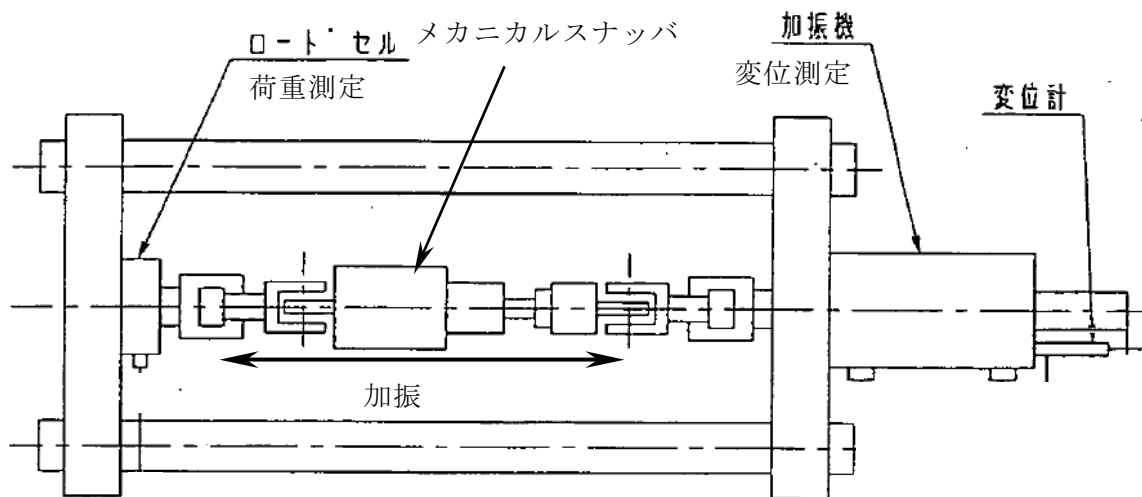 ロードセル
荷重測定
メカニカルスナッバ
加振機
変位測定
変位計
加振